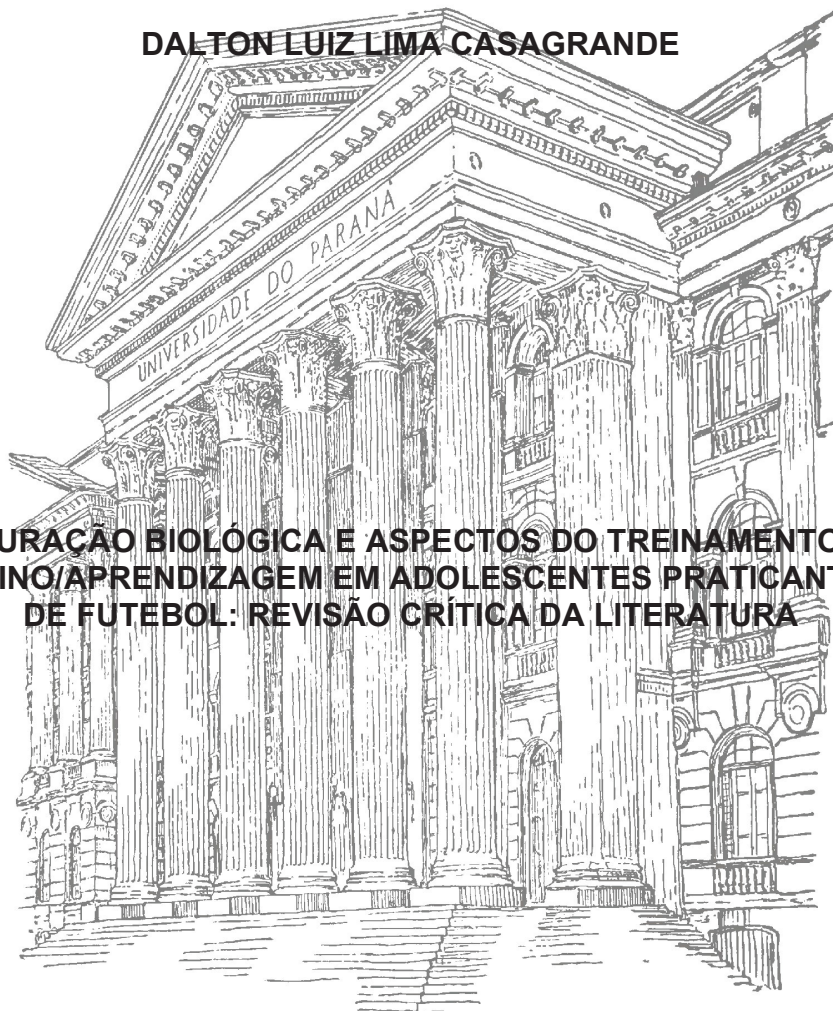 DALTON LUIZ LIMA CASAGRANDE
UNIVERSIDADE DO PARANÁ
URAÇÃO BIOLÓGICA E ASPECTOS DO TREINAMENTO
INO/APRENDIZAGEM EM ADOLESCENTES PRATICANT
DE FUTEBOL: REVISÃO CRÍTICA DA LITERATURA